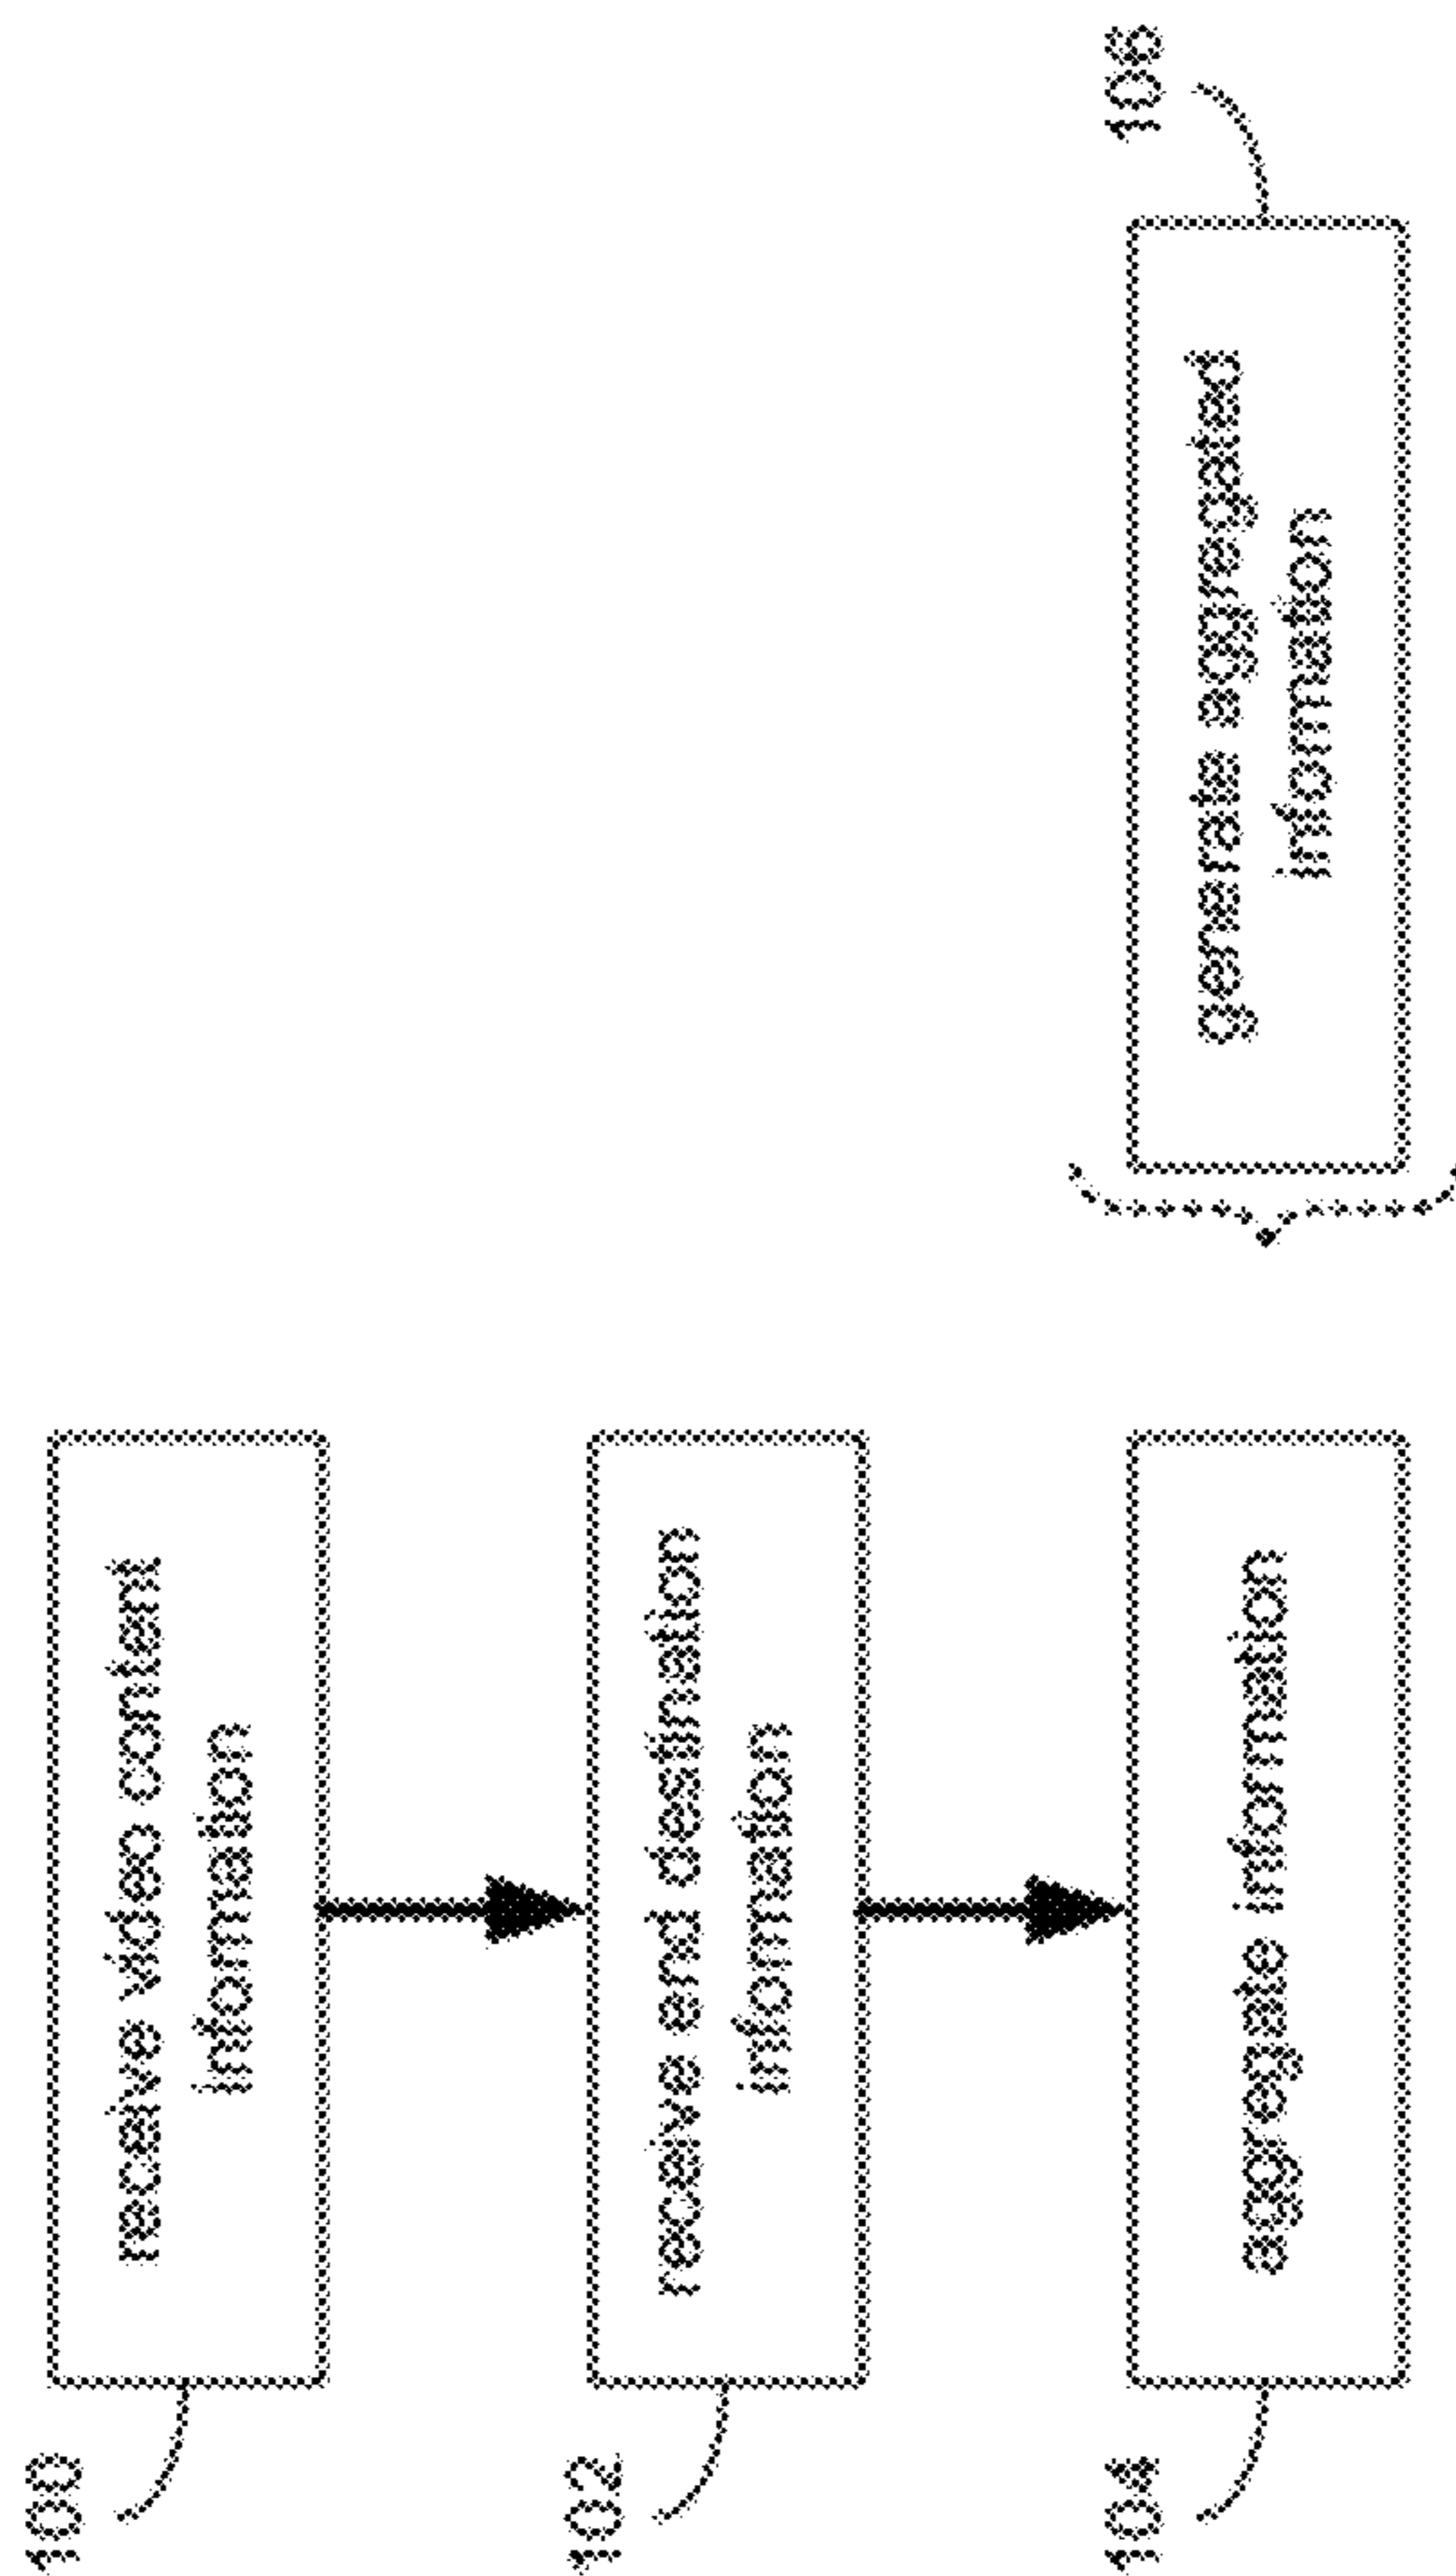 100
receive video content
information
102
receive end destination
information
104
aggregate information
generate aggregated
information
106